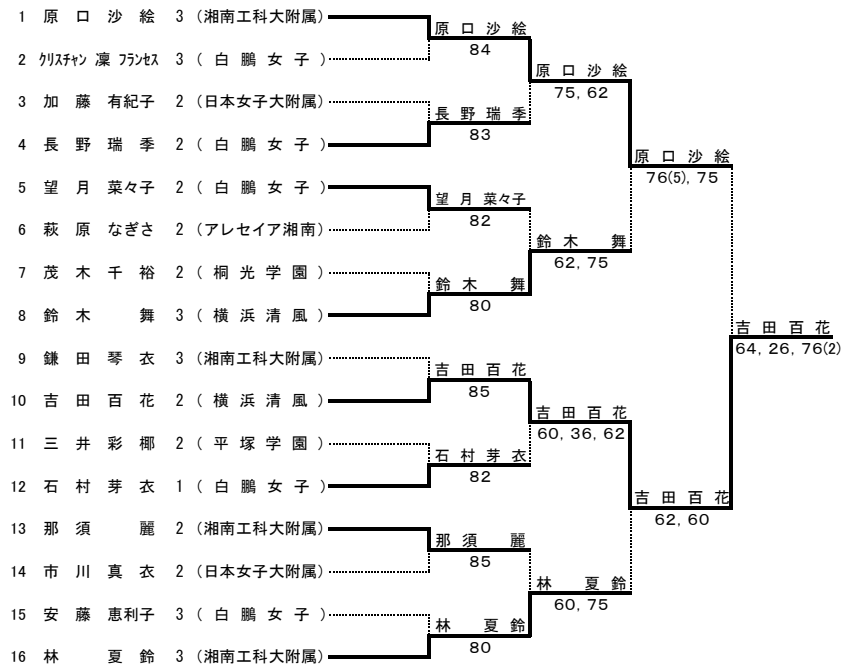 1 原 口 沙 絵 3 (湘南工科大附属)
2 クリスチャン 凜 フランセス 3 ( 白 鵬 女 子 )
3 加 藤 有紀子 2 (日本女子大附属)
4 長 野 瑞 季 2 ( 白 鵬 女 子 )
5 望 月 菜々子 2 ( 白 鵬 女 子 )
6 萩 原 なぎさ 2 (アレセイア湘南)
7 茂 木 千 裕 2 ( 桐 光 学 園 )
8 鈴 木 舞 3 ( 横 浜 清 風 )
9 鎌 田 琴 衣 3 (湘南工科大附属)
10 吉 田 百 花 2 ( 横 浜 清 風 )
11 三 井 彩 椰 2 ( 平 塚 学 園 )
12 石 村 芽 衣 1 ( 白 鵬 女 子 )
13 那 須 麗 2 (湘南工科大附属)
14 市 川 真 衣 2 (日本女子大附属)
15 安 藤 恵利子 3 ( 白 鵬 女 子 )
16 林 夏 鈴 3 (湘南工科大附属)
原 口 沙 絵
84
長 野 瑞 季
83
望 月 菜々子
82
鈴 木 舞
80
吉 田 百 花
85
石 村 芽 衣
82
那 須 麗
85
林 夏 鈴
80
原 口 沙 絵
75, 62
鈴 木 舞
62, 75
吉 田 百 花
60, 36, 62
林 夏 鈴
60, 75
原 口 沙 絵
76(5), 75
吉 田 百 花
62, 60
吉 田 百 花
64, 26, 76(2)